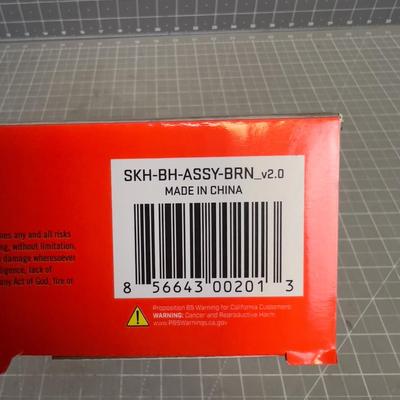 SKH-BH-ASSY-BRN_v2.0
MADE IN CHINA
nes any and all risks
ng, without limitation,
damage wheresoever
ligence, lack of
any Act of God, fire or
8 56643 00201 3
Proposition 65 Warning for California Customers:
WARNING: Cancer and Reproductive Harm
www.P65Warnings.ca.gov